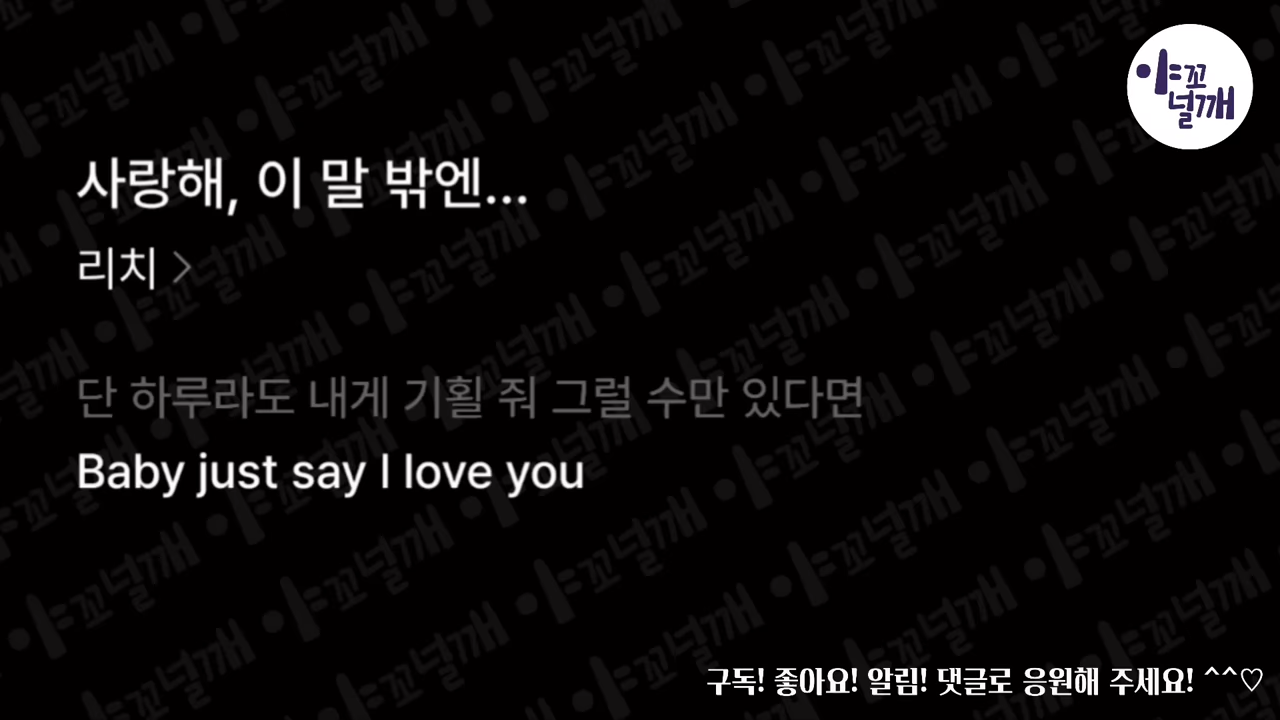 야꼬
널깨
사랑해, 이 말 밖엔...
리치 >
단 하루라도 내게 기횔 줘 그럴 수만 있다면
Baby just say I love you
구독! 좋아요! 알림! 댓글로 응원해 주세요! ^^♡